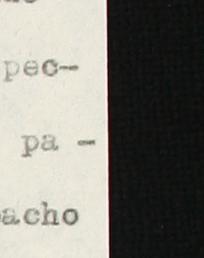 pec-
pa -
acho